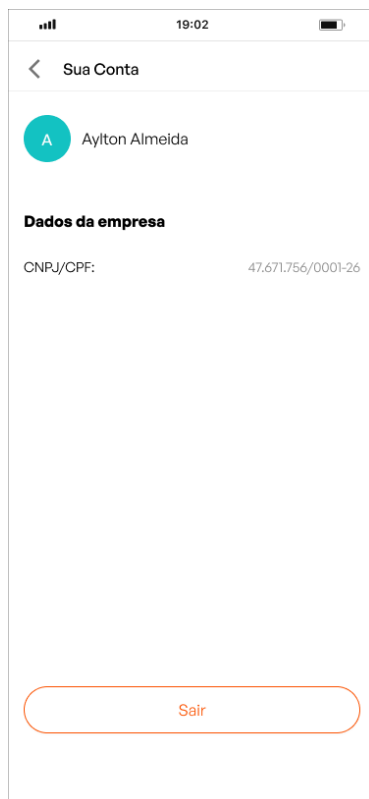 19:02
Sua Conta
A
Aylton Almeida
Dados da empresa
CNPJ/CPF: 47.671.756/0001-26
Sair